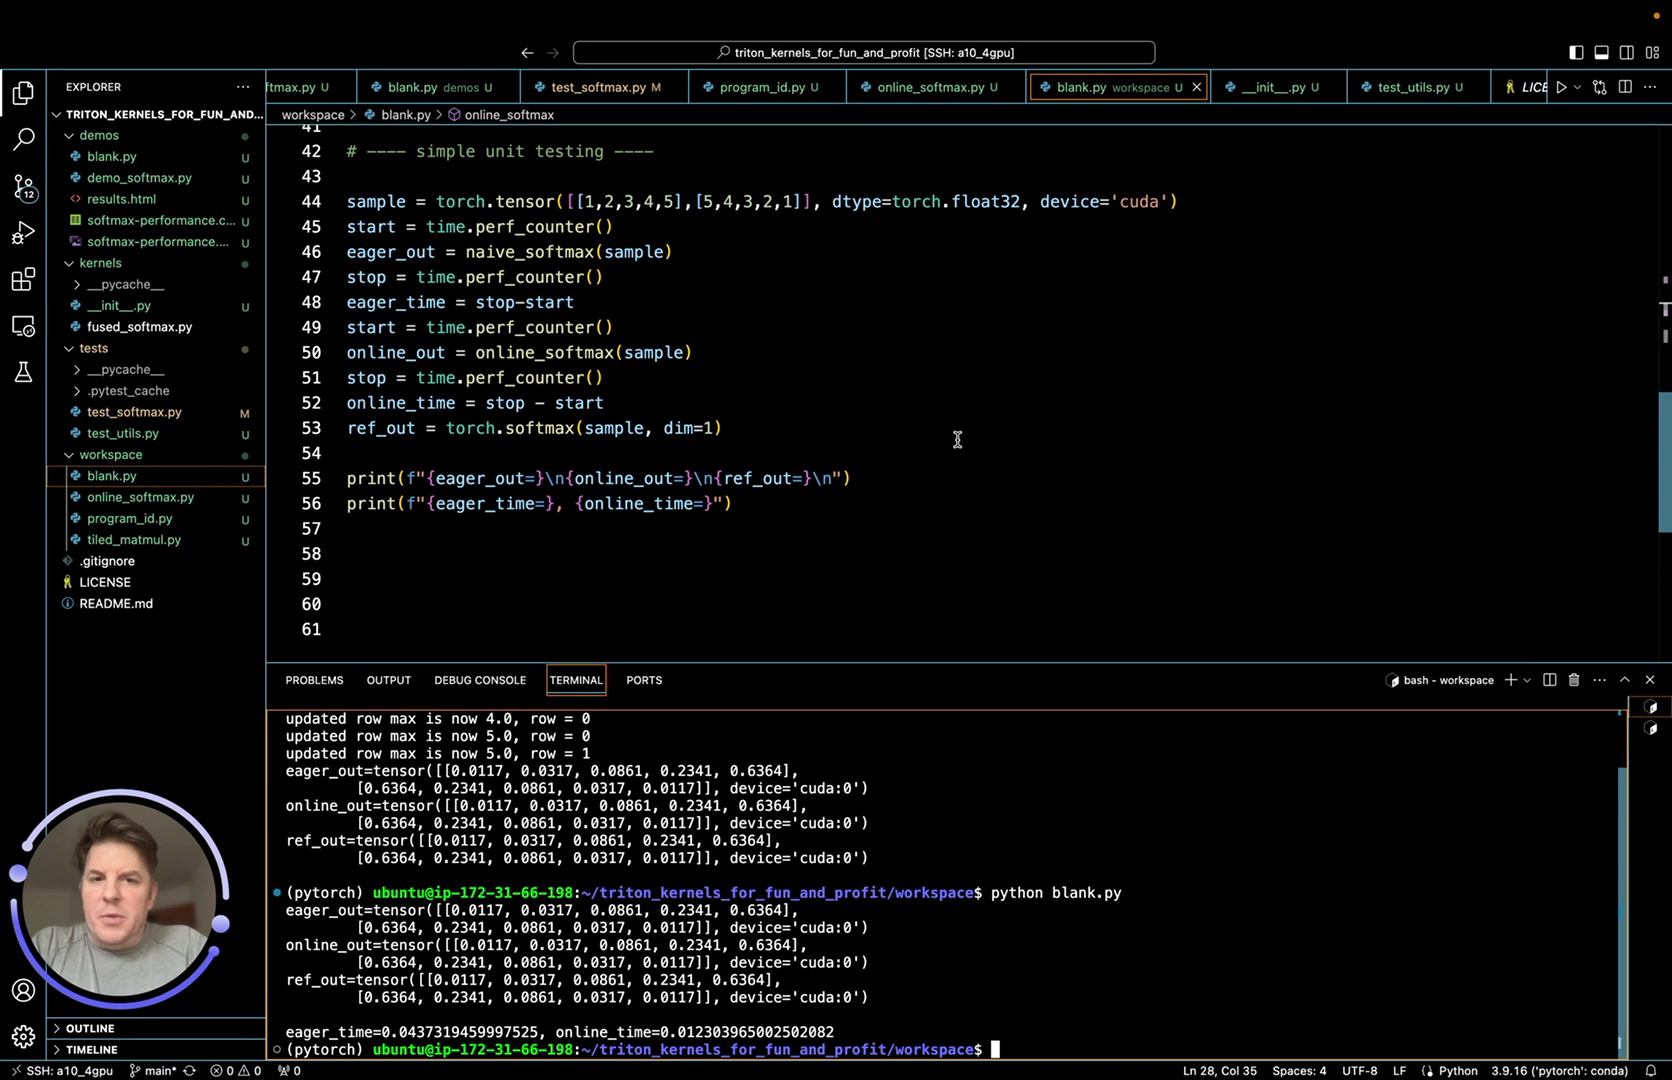 triton_kernels_for_fun_and_profit [SSH: a10_4gpu]
EXPLORER
ftmax.py U
blank.py demos U
test_softmax.py M
program_id.py U
online_softmax.py U
blank.py workspace U
__init__.py U
test_utils.py U
LICE
TRITON_KERNELS_FOR_FUN_AND...
workspace > blank.py > online_softmax
demos
blank.py U
demo_softmax.py U
results.html U
softmax-performance.c... U
softmax-performance.... U
kernels
__pycache__
__init__.py U
fused_softmax.py
tests
__pycache__
.pytest_cache
test_softmax.py M
test_utils.py U
workspace
blank.py U
online_softmax.py U
program_id.py U
tiled_matmul.py U
.gitignore
LICENSE
README.md
OUTLINE
TIMELINE
41
42 # ---- simple unit testing ----
43
44 sample = torch.tensor([[1,2,3,4,5],[5,4,3,2,1]], dtype=torch.float32, device='cuda')
45 start = time.perf_counter()
46 eager_out = naive_softmax(sample)
47 stop = time.perf_counter()
48 eager_time = stop-start
49 start = time.perf_counter()
50 online_out = online_softmax(sample)
51 stop = time.perf_counter()
52 online_time = stop - start
53 ref_out = torch.softmax(sample, dim=1)
54
55 print(f"{eager_out=}\n{online_out=}\n{ref_out=}\n")
56 print(f"{eager_time=}, {online_time=}")
57
58
59
60
61
PROBLEMS OUTPUT DEBUG CONSOLE TERMINAL PORTS
bash - workspace
updated row max is now 4.0, row = 0
updated row max is now 5.0, row = 0
updated row max is now 5.0, row = 1
eager_out=tensor([[0.0117, 0.0317, 0.0861, 0.2341, 0.6364],
[0.6364, 0.2341, 0.0861, 0.0317, 0.0117]], device='cuda:0')
online_out=tensor([[0.0117, 0.0317, 0.0861, 0.2341, 0.6364],
[0.6364, 0.2341, 0.0861, 0.0317, 0.0117]], device='cuda:0')
ref_out=tensor([[0.0117, 0.0317, 0.0861, 0.2341, 0.6364],
[0.6364, 0.2341, 0.0861, 0.0317, 0.0117]], device='cuda:0')
(pytorch) ubuntu@ip-172-31-66-198:~/triton_kernels_for_fun_and_profit/workspace$ python blank.py
eager_out=tensor([[0.0117, 0.0317, 0.0861, 0.2341, 0.6364],
[0.6364, 0.2341, 0.0861, 0.0317, 0.0117]], device='cuda:0')
online_out=tensor([[0.0117, 0.0317, 0.0861, 0.2341, 0.6364],
[0.6364, 0.2341, 0.0861, 0.0317, 0.0117]], device='cuda:0')
ref_out=tensor([[0.0117, 0.0317, 0.0861, 0.2341, 0.6364],
[0.6364, 0.2341, 0.0861, 0.0317, 0.0117]], device='cuda:0')
eager_time=0.0437319459997525, online_time=0.012303965002502082
(pytorch) ubuntu@ip-172-31-66-198:~/triton_kernels_for_fun_and_profit/workspace$
12
SSH: a10_4gpu main* 0 0 0
Ln 28, Col 35 Spaces: 4 UTF-8 LF Python 3.9.16 ('pytorch': conda)